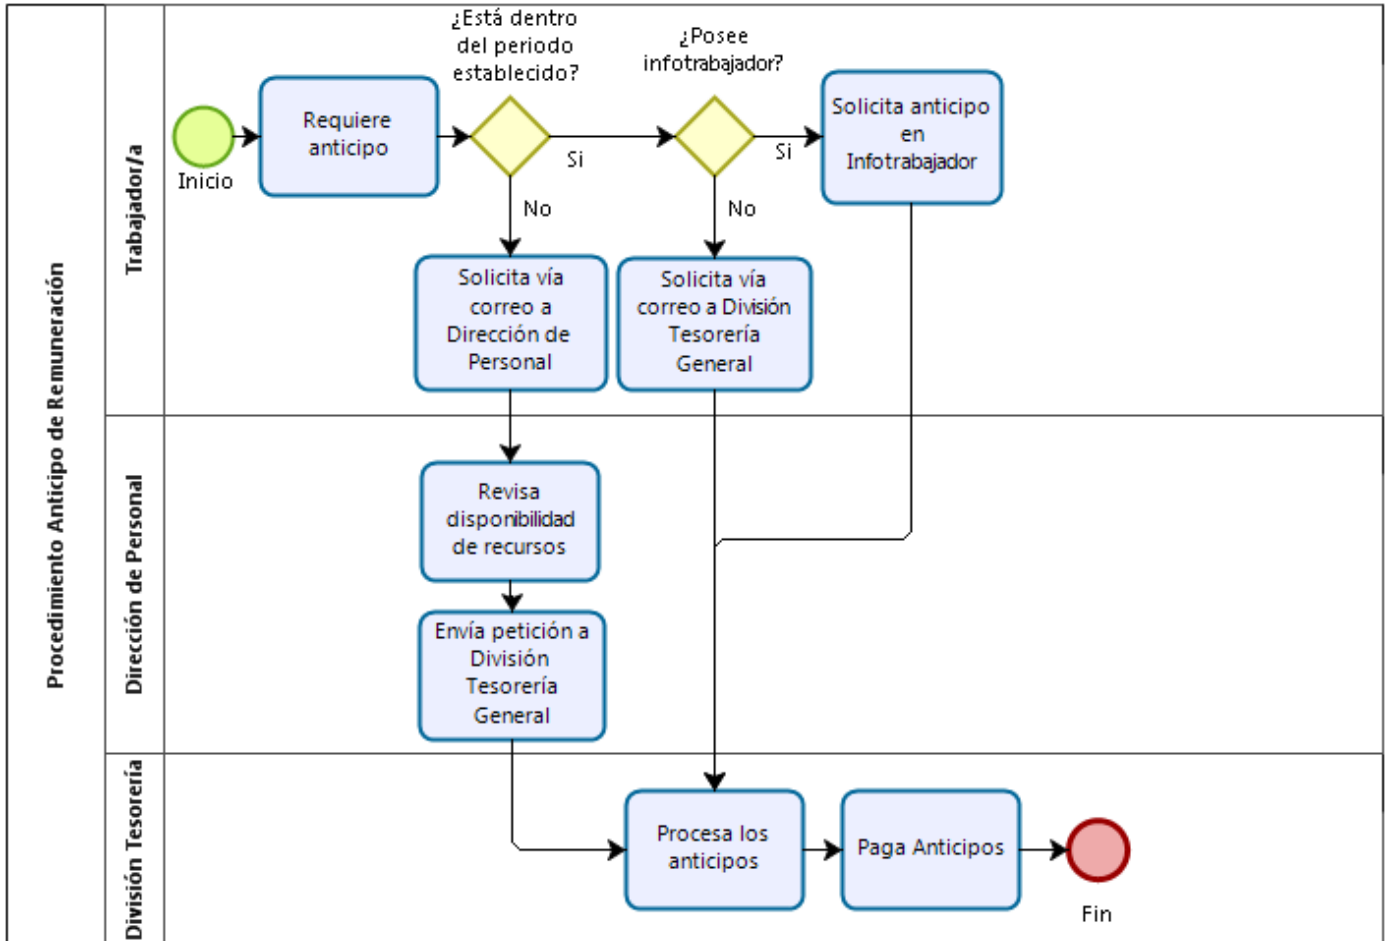 Procedimiento Anticipo de Remuneración
Trabajador/a
Inicio
Requiere
anticipo
¿Está dentro
del periodo
establecido?
Si
No
¿Posee
infotrabajador?
Si
No
Solicita anticipo
en
Infotrabajador
Solicita vía
correo a
Dirección de
Personal
Solicita vía
correo a División
Tesorería
General
Dirección de Personal
Revisa
disponibilidad
de recursos
Envía petición a
División
Tesorería
General
División Tesorería
Procesa los
anticipos
Paga Anticipos
Fin